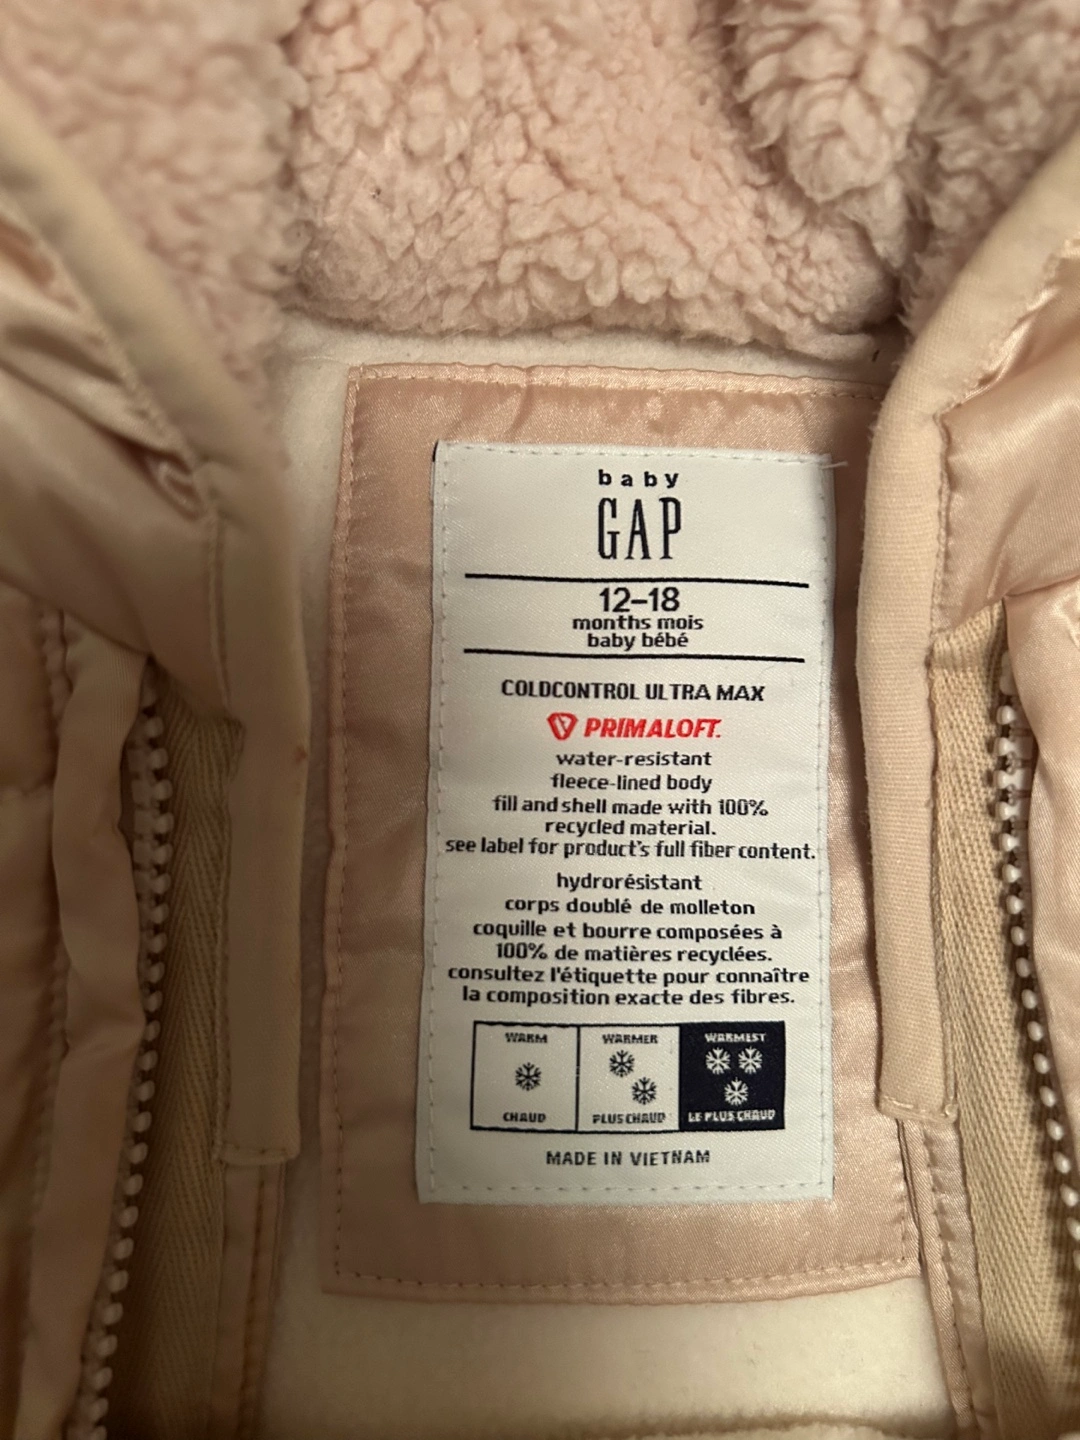 baby
GAP
12–18
months mois
baby bébé
COLDCONTROL ULTRA MAX
PRIMALOFT.
water-resistant
fleece-lined body
fill and shell made with 100%
recycled material.
see label for product's full fiber content.
hydrorésistant
corps doublé de molleton
coquille et bourre composées à
100% de matières recyclées.
consultez l'étiquette pour connaître
la composition exacte des fibres.
WARM WARMER WARMEST
CHAUD PLUS CHAUD LE PLUS CHAUD
MADE IN VIETNAM